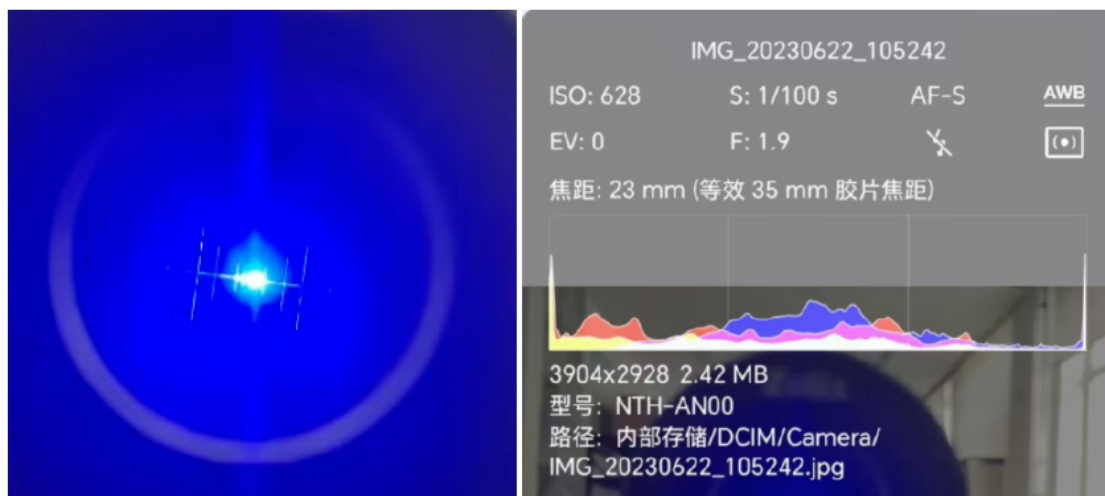 IMG_20230622_105242
ISO: 628 S: 1/100 s AF-S AWB
EV: 0 F: 1.9
焦距: 23 mm (等效 35 mm 胶片焦距)
3904x2928 2.42 MB
型号: NTH-AN00
路径: 内部存储/DCIM/Camera/
IMG_20230622_105242.jpg